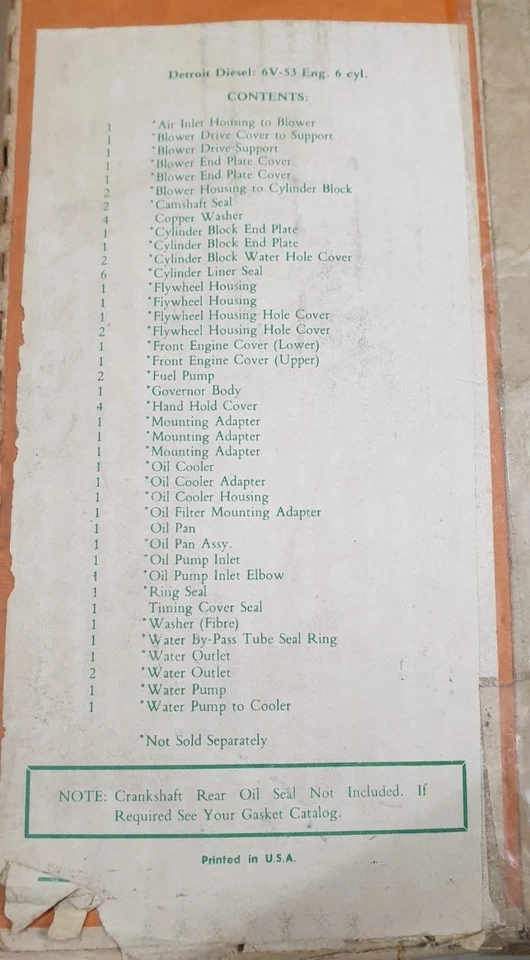 Detroit Diesel: 6V-53 Eng. 6 cyl.
CONTENTS:
1 *Air Inlet Housing to Blower
1 *Blower Drive Cover to Support
1 *Blower Drive Support
1 *Blower End Plate Cover
1 *Blower End Plate Cover
2 *Blower Housing to Cylinder Block
2 *Camshaft Seal
4 Copper Washer
1 *Cylinder Block End Plate
1 *Cylinder Block End Plate
2 *Cylinder Block Water Hole Cover
6 *Cylinder Liner Seal
1 *Flywheel Housing
1 *Flywheel Housing
1 *Flywheel Housing Hole Cover
2 *Flywheel Housing Hole Cover
1 *Front Engine Cover (Lower)
1 *Front Engine Cover (Upper)
2 *Fuel Pump
1 *Governor Body
4 *Hand Hold Cover
1 *Mounting Adapter
1 *Mounting Adapter
1 *Mounting Adapter
1 *Oil Cooler
1 *Oil Cooler Adapter
1 *Oil Cooler Housing
1 *Oil Filter Mounting Adapter
1 Oil Pan
1 *Oil Pan Assy.
1 *Oil Pump Inlet
1 *Oil Pump Inlet Elbow
1 *Ring Seal
1 Timing Cover Seal
1 *Washer (Fibre)
1 *Water By-Pass Tube Seal Ring
1 *Water Outlet
2 *Water Outlet
1 *Water Pump
1 *Water Pump to Cooler
*Not Sold Separately
NOTE: Crankshaft Rear Oil Seal Not Included. If
Required See Your Gasket Catalog.
Printed in U.S.A.